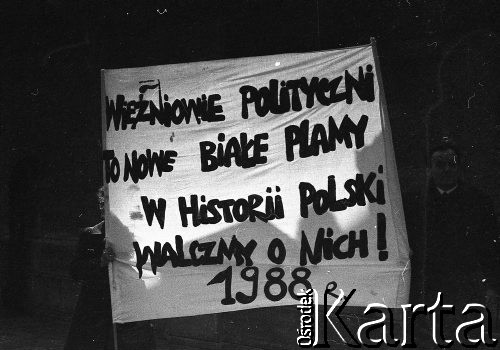 WIĘŹNIOWIE POLITYCZNI
TO NOWE BIAŁE PLAMY
W HISTORII POLSKI
WALCZMY O NICH!
1988 R
Ośrodek Karta